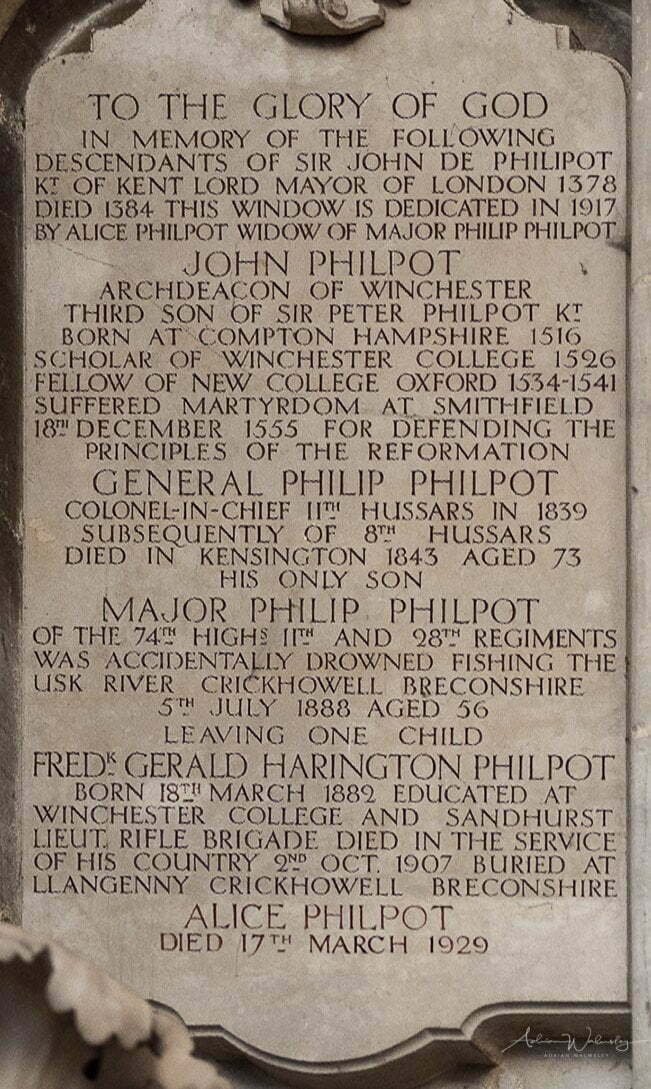 TO THE GLORY OF GOD
IN MEMORY OF THE FOLLOWING
DESCENDANTS OF SIR JOHN DE PHILIPOT
KT OF KENT LORD MAYOR OF LONDON 1378
DIED 1384 THIS WINDOW IS DEDICATED IN 1917
BY ALICE PHILPOT WIDOW OF MAJOR PHILIP PHILPOT
JOHN PHILPOT
ARCHDEACON OF WINCHESTER
THIRD SON OF SIR PETER PHILPOT KT
BORN AT COMPTON HAMPSHIRE 1516
SCHOLAR OF WINCHESTER COLLEGE 1526
FELLOW OF NEW COLLEGE OXFORD 1534-1541
SUFFERED MARTYRDOM AT SMITHFIELD
18TH DECEMBER 1555 FOR DEFENDING THE
PRINCIPLES OF THE REFORMATION
GENERAL PHILIP PHILPOT
COLONEL-IN-CHIEF 11TH HUSSARS IN 1839
SUBSEQUENTLY OF 8TH HUSSARS
DIED IN KENSINGTON 1843 AGED 73
HIS ONLY SON
MAJOR PHILIP PHILPOT
OF THE 74TH HIGHS 11TH AND 28TH REGIMENTS
WAS ACCIDENTALLY DROWNED FISHING THE
USK RIVER CRICKHOWELL BRECONSHIRE
5TH JULY 1888 AGED 56
LEAVING ONE CHILD
FREDK GERALD HARINGTON PHILPOT
BORN 18TH MARCH 1882 EDUCATED AT
WINCHESTER COLLEGE AND SANDHURST
LIEUT. RIFLE BRIGADE DIED IN THE SERVICE
OF HIS COUNTRY 2ND OCT. 1907 BURIED AT
LLANGENNY CRICKHOWELL BRECONSHIRE
ALICE PHILPOT
DIED 17TH MARCH 1929
Adrian Walmsley
ADRIAN WALMSLEY